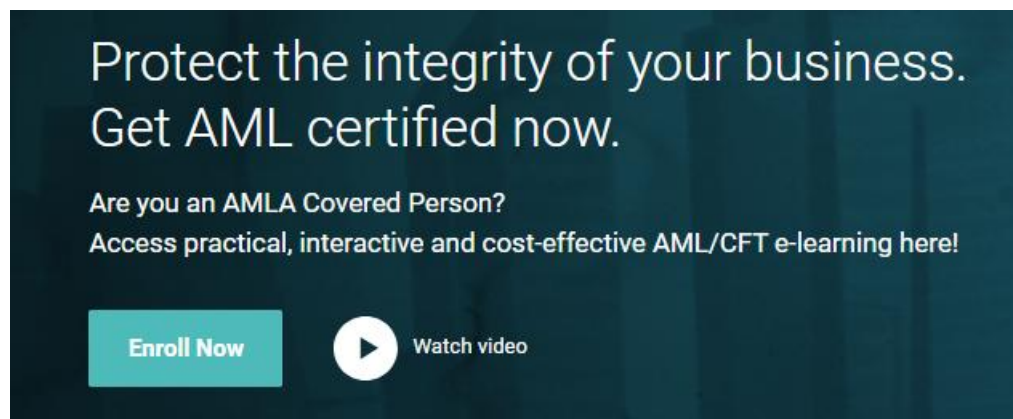 Protect the integrity of your business.
Get AML certified now.
Are you an AMLA Covered Person?
Access practical, interactive and cost-effective AML/CFT e-learning here!
Enroll Now
Watch video